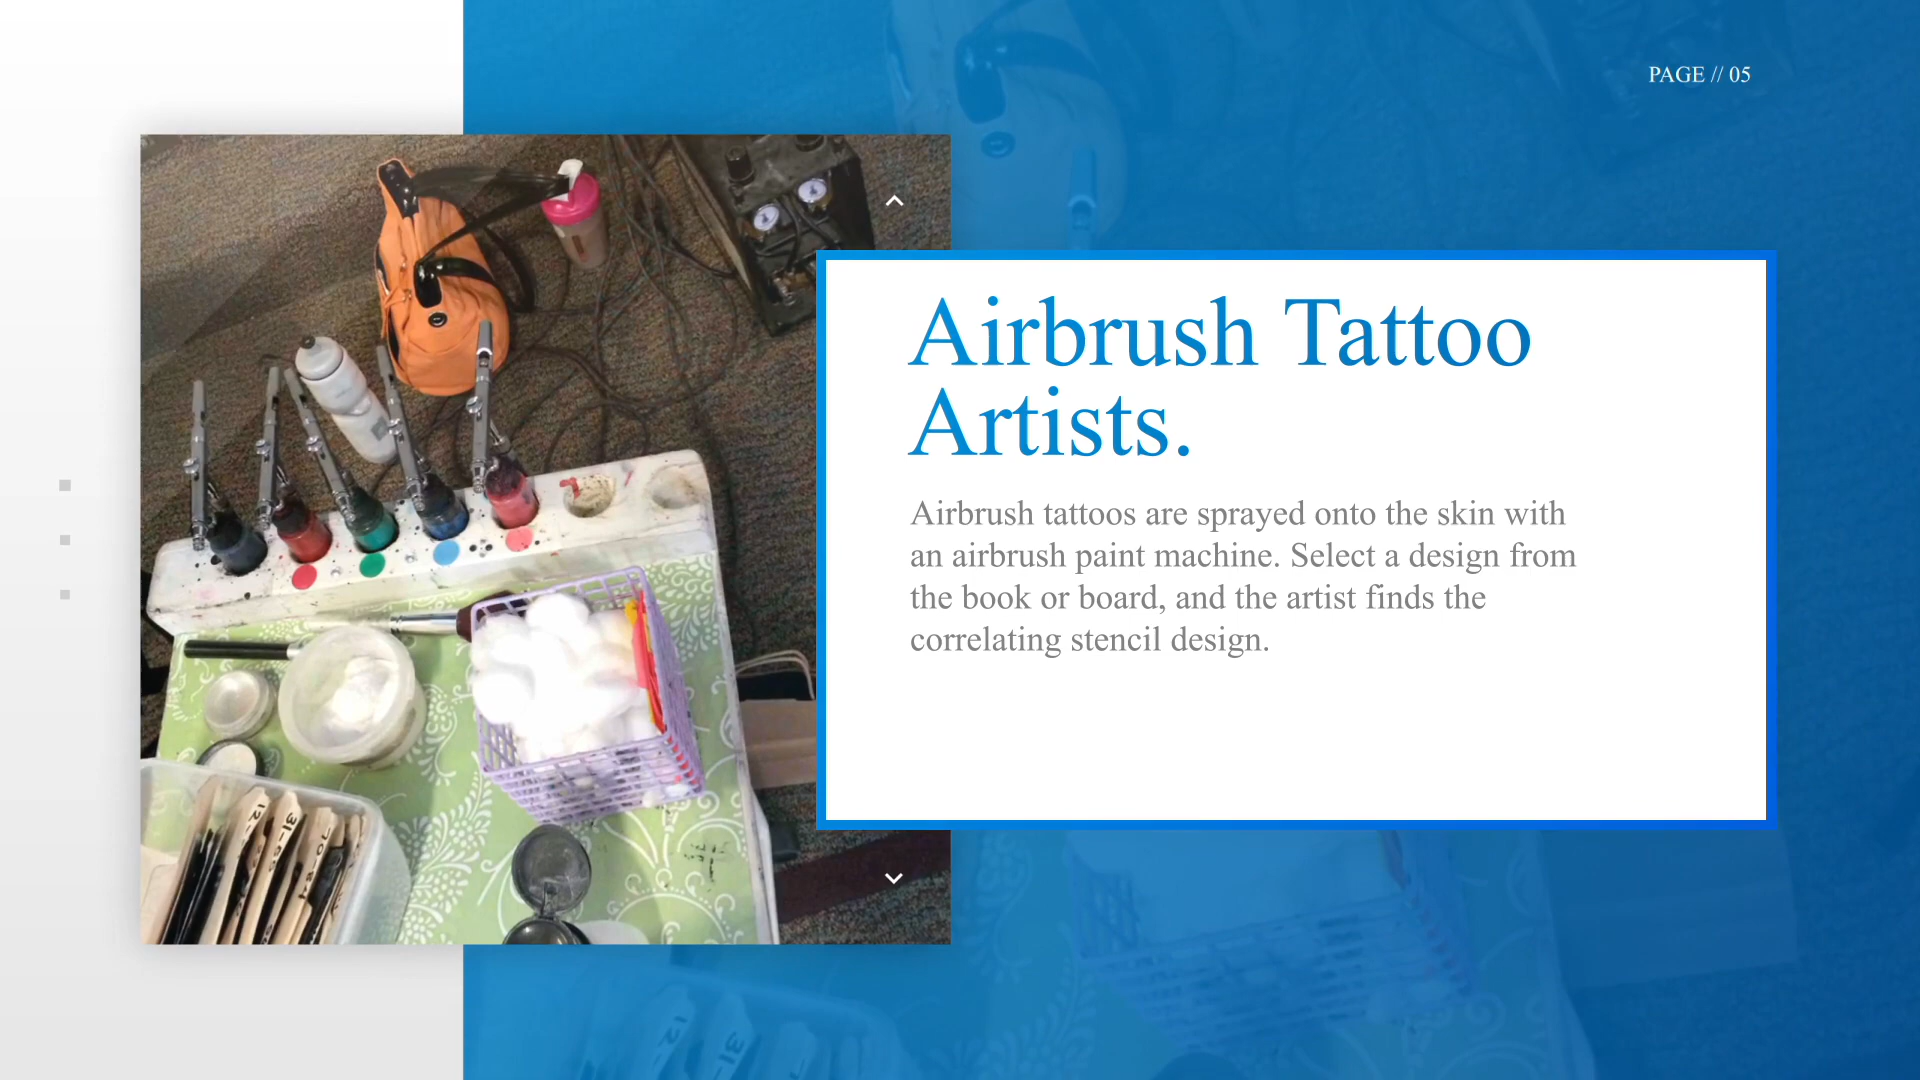 PAGE // 05
Airbrush Tattoo
Artists.
Airbrush tattoos are sprayed onto the skin with
an airbrush paint machine. Select a design from
the book or board, and the artist finds the
correlating stencil design.